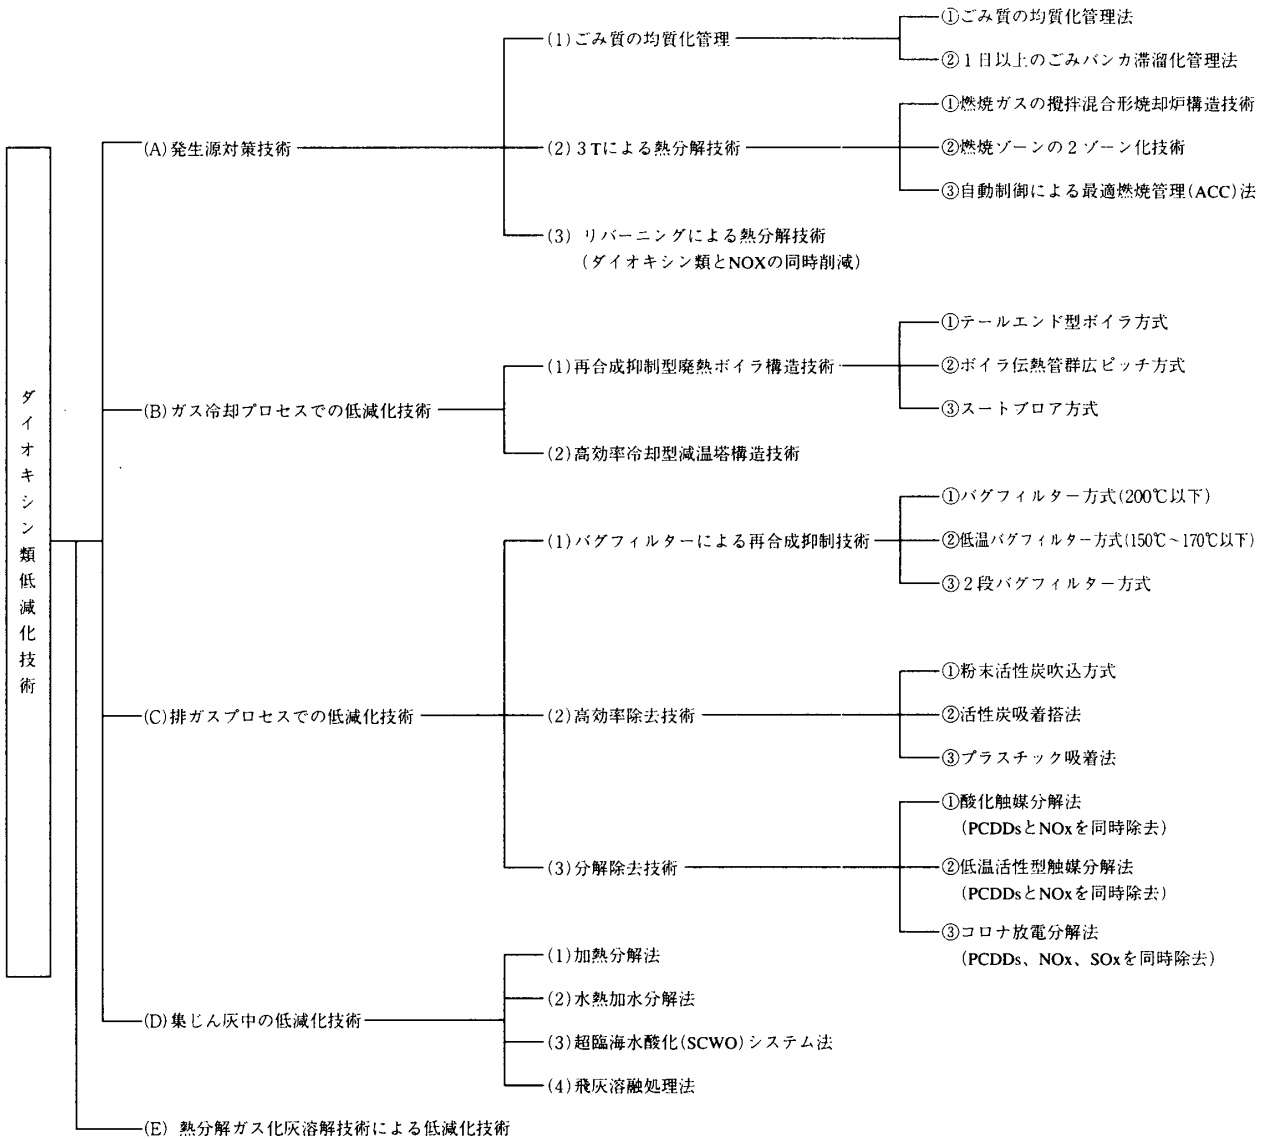 ダイオキシン類低減化技術
(A)発生源対策技術
(1)ごみ質の均質化管理
①ごみ質の均質化管理法
②1日以上のごみバンカ滞溜化管理法
(2)3Tによる熱分解技術
①燃焼ガスの攪拌混合形焼却炉構造技術
②燃焼ゾーンの2ゾーン化技術
③自動制御による最適燃焼管理(ACC)法
(3) リバーニングによる熱分解技術
(ダイオキシン類とNOXの同時削減)
(B)ガス冷却プロセスでの低減化技術
(1)再合成抑制型廃熱ボイラ構造技術
①テールエンド型ボイラ方式
②ボイラ伝熱管群広ピッチ方式
③スートブロア方式
(2)高効率冷却型減温塔構造技術
(C)排ガスプロセスでの低減化技術
(1)バグフィルターによる再合成抑制技術
①バグフィルター方式(200℃以下)
②低温バグフィルター方式(150℃~170℃以下)
③2段バグフィルター方式
(2)高効率除去技術
①粉末活性炭吹込方式
②活性炭吸着搭法
③プラスチック吸着法
(3)分解除去技術
①酸化触媒分解法
(PCDDsとNOxを同時除去)
②低温活性型触媒分解法
(PCDDsとNOxを同時除去)
③コロナ放電分解法
(PCDDs、NOx、SOxを同時除去)
(D)集じん灰中の低減化技術
(1)加熱分解法
(2)水熱加水分解法
(3)超臨海水酸化(SCWO)システム法
(4)飛灰溶融処理法
(E) 熱分解ガス化灰溶解技術による低減化技術